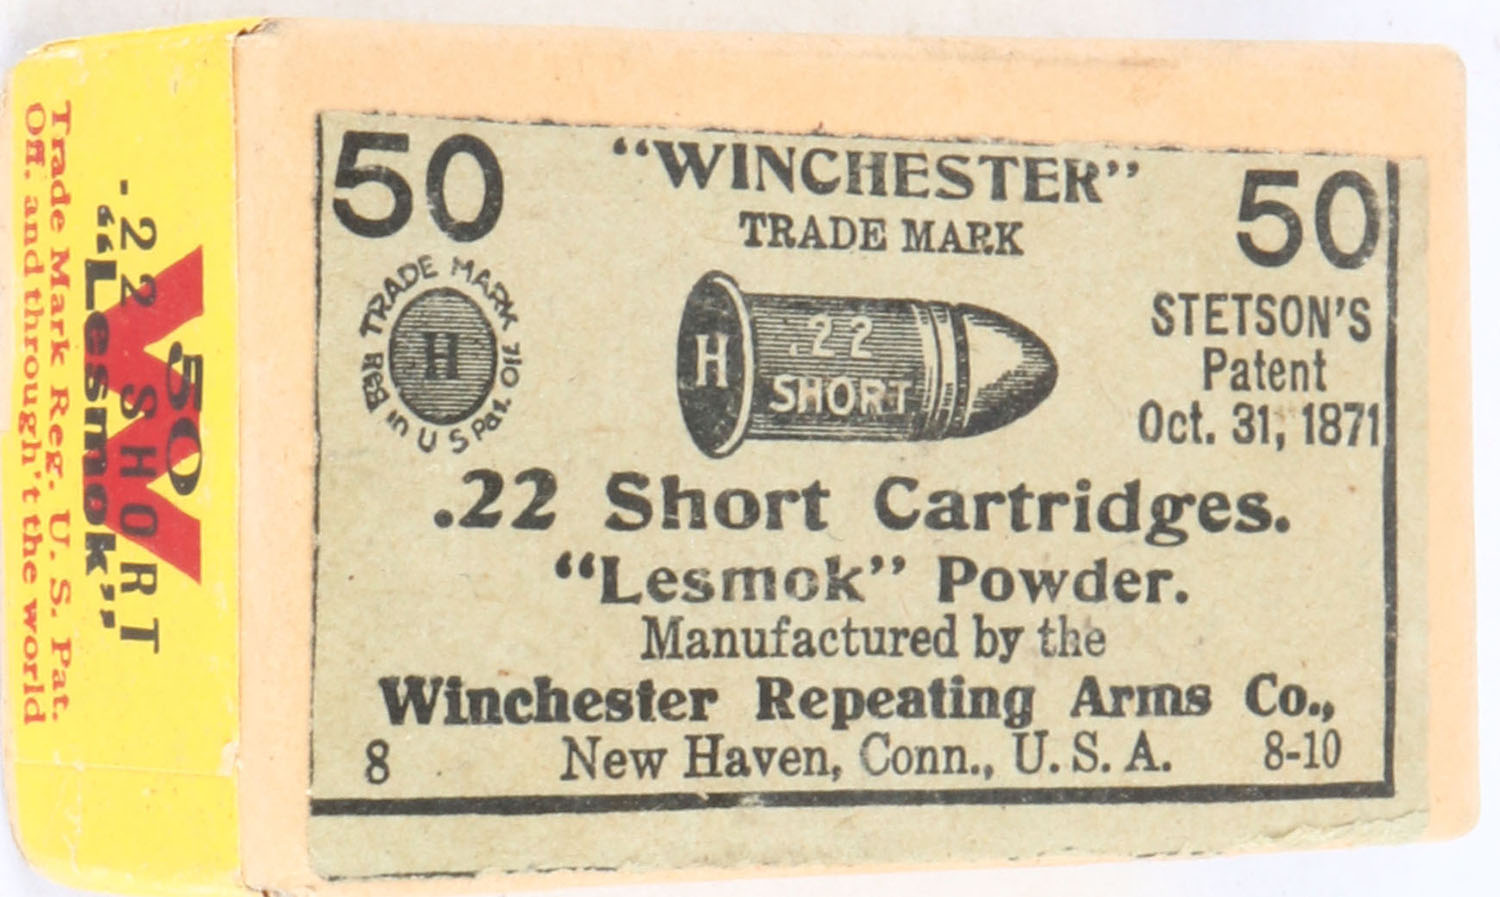 50 "WINCHESTER" 50
TRADE MARK
TRADE MARK
REG. IN U S Pat. Off.
H
H
.22
SHORT
STETSON'S
Patent
Oct. 31, 1871
.22 Short Cartridges.
"Lesmok" Powder.
Manufactured by the
Winchester Repeating Arms Co.,
8 New Haven, Conn., U. S. A. 8-10
50
W
.22 SHORT
"Lesmok"
Trade Mark Reg. U. S. Pat.
Off. and through't the world